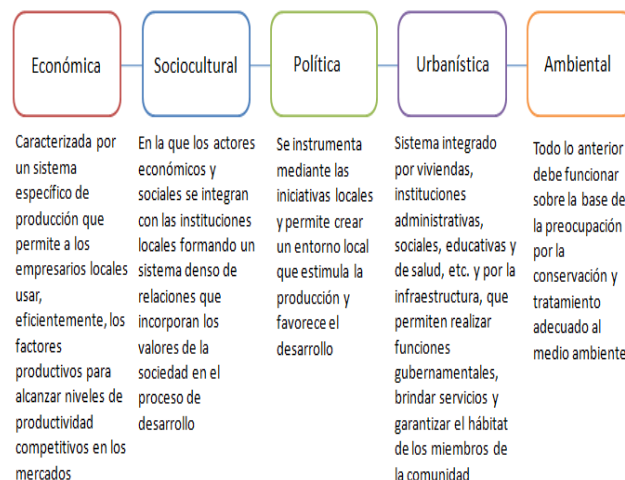 Económica
Sociocultural
Política
Urbanística
Ambiental
Caracterizada por
un sistema
específico de
producción que
permite a los
empresarios locales
usar,
eficientemente, los
factores
productivos para
alcanzar niveles de
productividad
competitivos en los
mercados
En la que los actores
económicos y
sociales se integran
con las instituciones
locales formando un
sistema denso de
relaciones que
incorporan los
valores de la
sociedad en el
proceso de
desarrollo
Se instrumenta
mediante las
iniciativas locales
y permite crear
un entorno local
que estimula la
producción y
favorece el
desarrollo
Sistema integrado
por viviendas,
instituciones
administrativas,
sociales, educativas y
de salud, etc. y por la
infraestructura, que
permiten realizar
funciones
gubernamentales,
brindar servicios y
garantizar el hábitat
de los miembros de
la comunidad
Todo lo anterior
debe funcionar
sobre la base de
la preocupación
por la
conservación y
tratamiento
adecuado al
medio ambiente